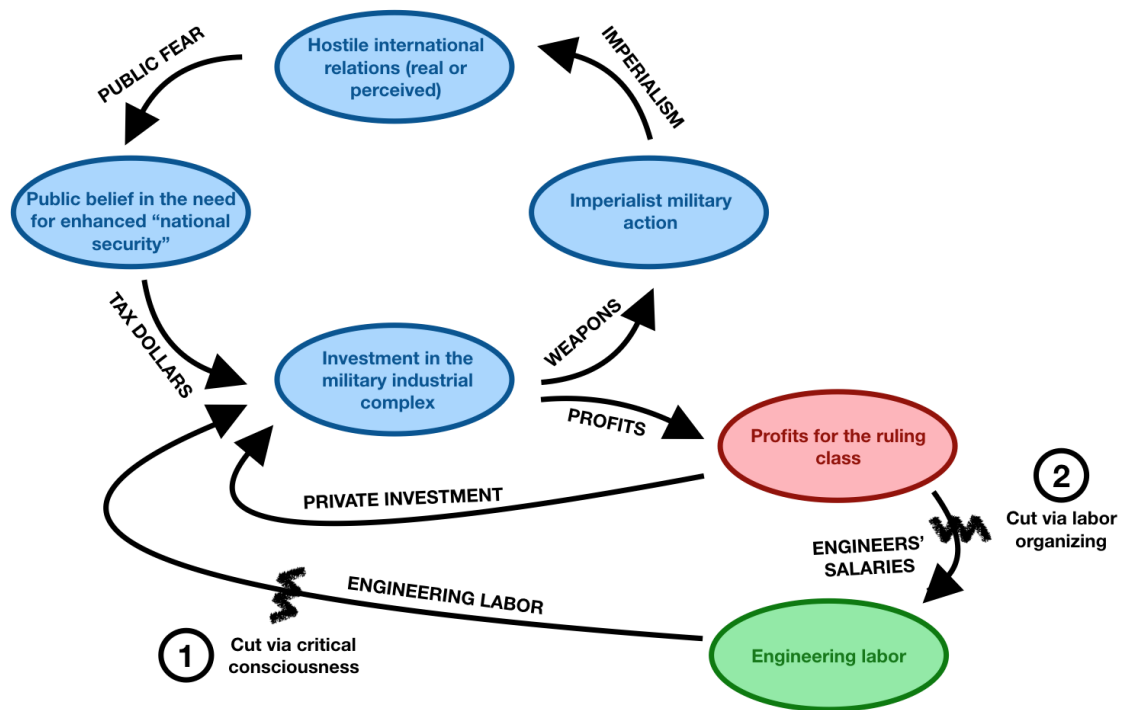 PUBLIC FEAR
Hostile international
relations (real or
perceived)
IMPERIALISM
Public belief in the need
for enhanced “national
security”
Imperialist military
action
TAX DOLLARS
Investment in the
military industrial
complex
WEAPONS
PROFITS
Profits for the ruling
class
PRIVATE INVESTMENT
2
Cut via labor
organizing
ENGINEERS’
SALARIES
ENGINEERING LABOR
1
Cut via critical
consciousness
Engineering labor